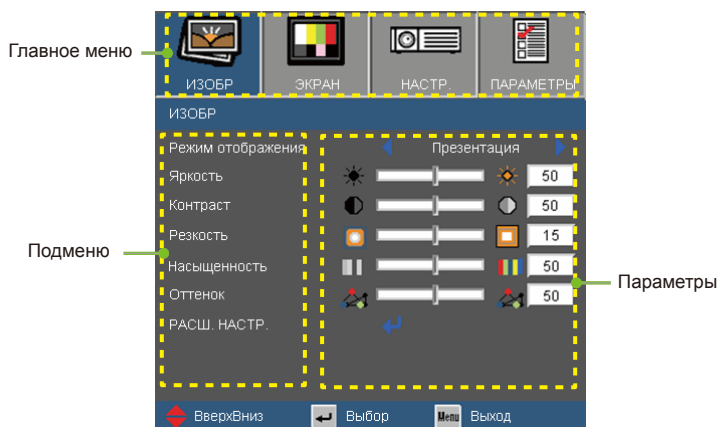 Главное меню
ИЗОБР ЭКРАН НАСТР. ПАРАМЕТРЫ
ИЗОБР
Режим отображения Презентация
Яркость 50
Контраст 50
Резкость 15
Подменю
Насыщенность 50
Параметры
Оттенок 50
РАСШ. НАСТР.
ВверхВниз Menu Выбор Выход